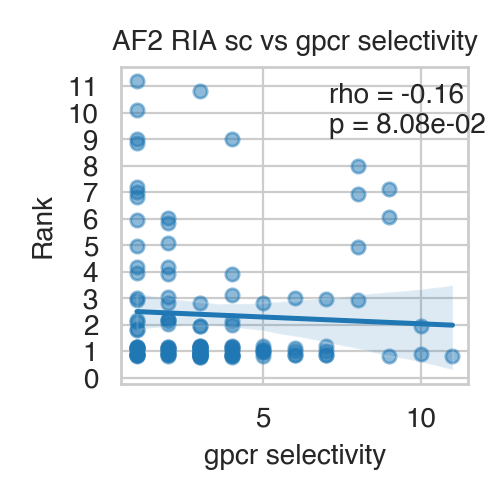 AF2 RIA sc vs gpcr selectivity
rho = -0.16
p = 8.08e-02
Rank
11
10
9
8
7
6
5
4
3
2
1
0
5
10
gpcr selectivity